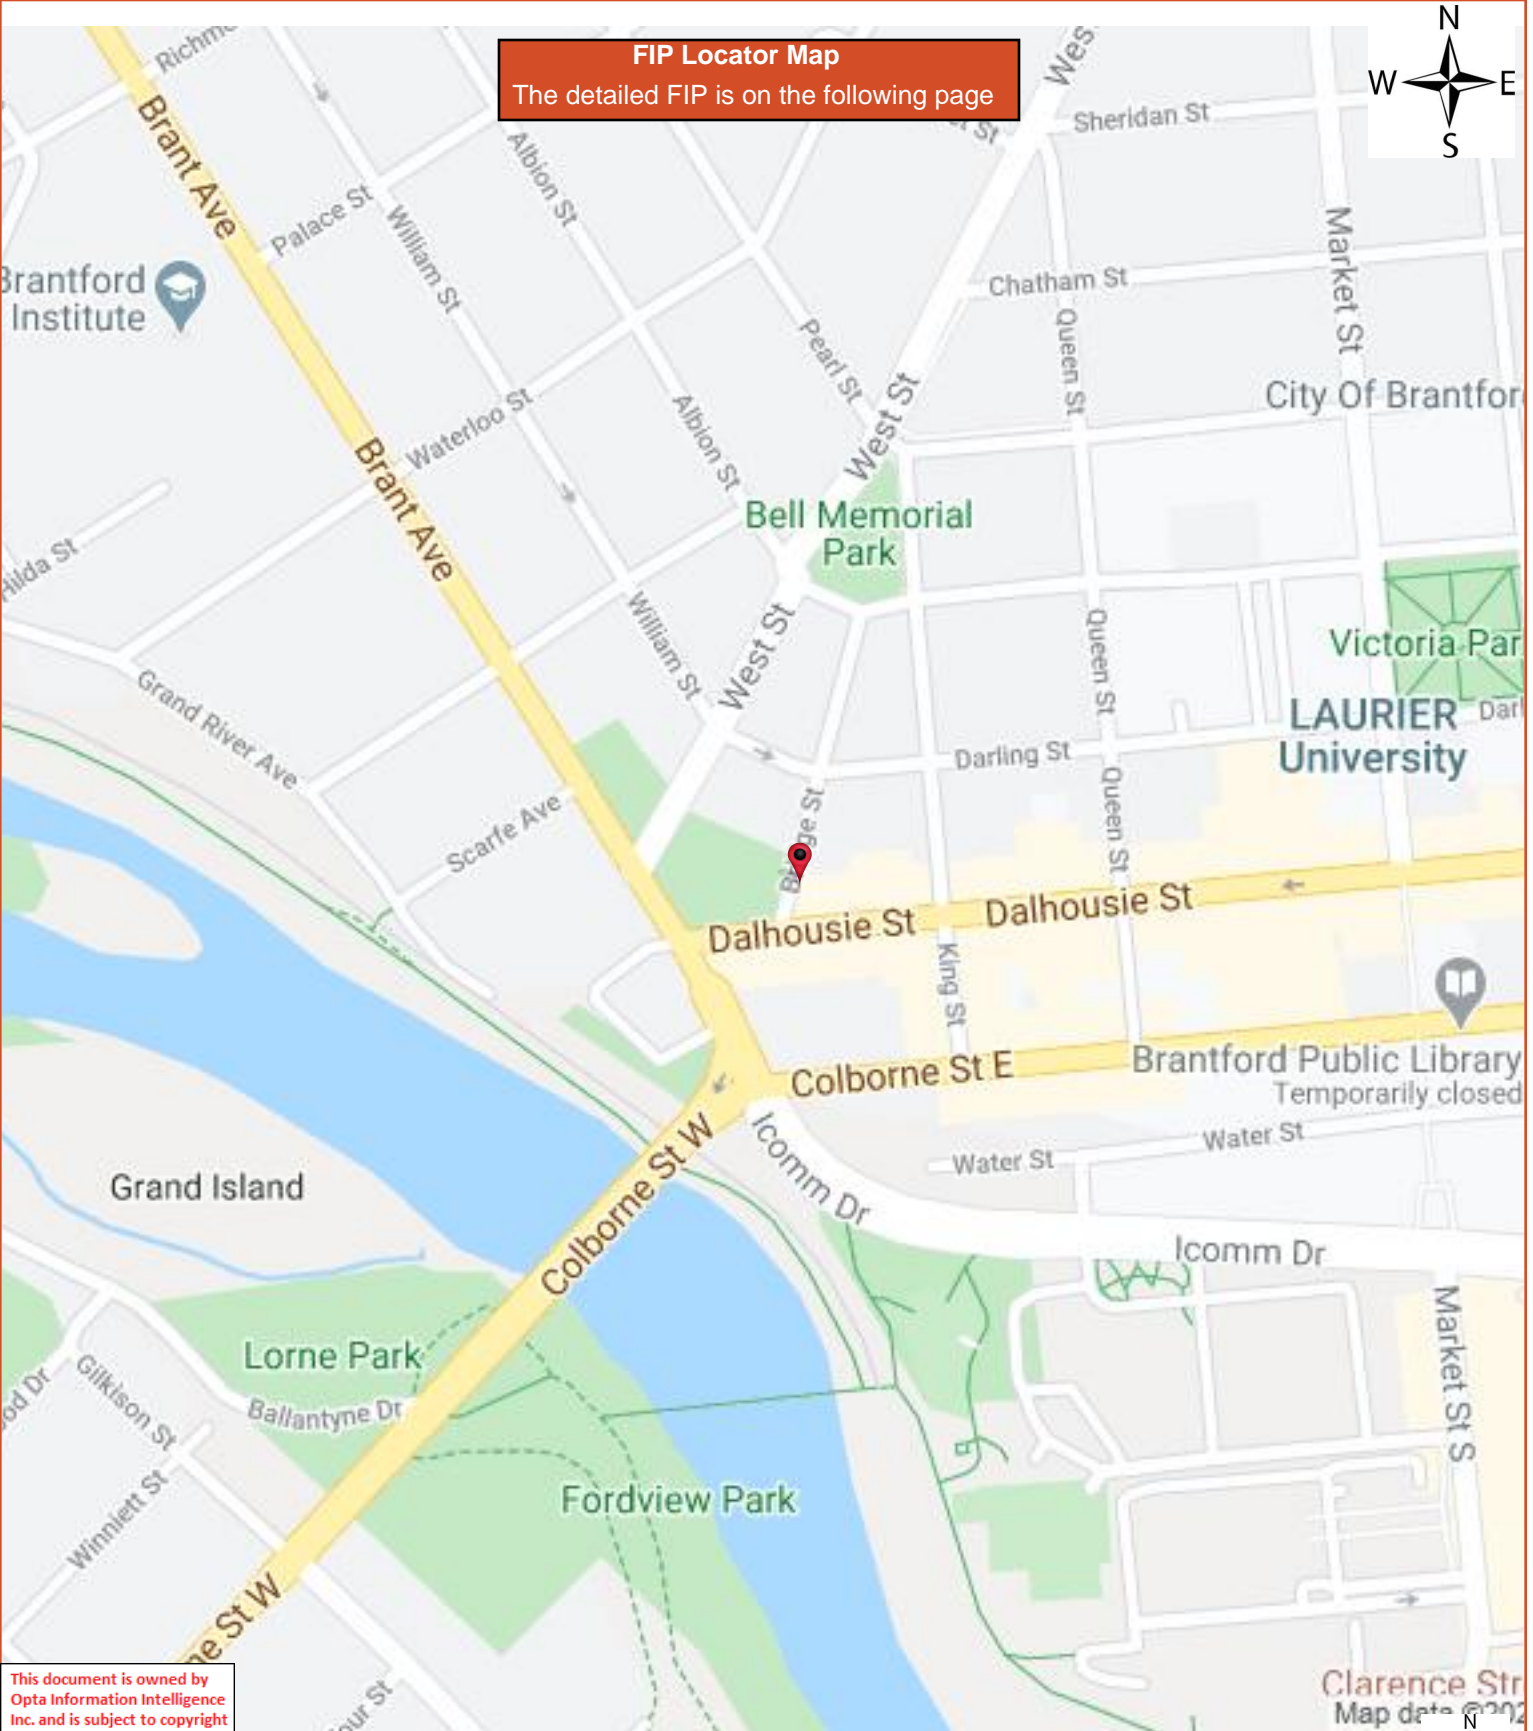 N
W
E
S
FIP Locator Map
The detailed FIP is on the following page
Sheridan St
Brant Ave
Palace St
William St
Albion St
Brantford
Institute
Chatham St
Pearl St
Queen St
Market St
West St
City Of Brantfor
Waterloo St
Albion St
Brant Ave
Bell Memorial
Park
Hilda St
William St
West St
Queen St
Victoria Par
Grand River Ave
LAURIER
University
Darl
Darling St
Queen St
Scarfe Ave
Dalhousie St
Dalhousie St
King St
Colborne St E
Brantford Public Library
Temporarily closed
Water St
Water St
Icomm Dr
Colborne St W
Grand Island
Icomm Dr
Market St S
Lorne Park
Gilkison St
Ballantyne Dr
Winniett St
Fordview Park
ne St W
This document is owned by
Opta Information Intelligence
Inc. and is subject to copyright
Clarence Str
Map data ©202
N